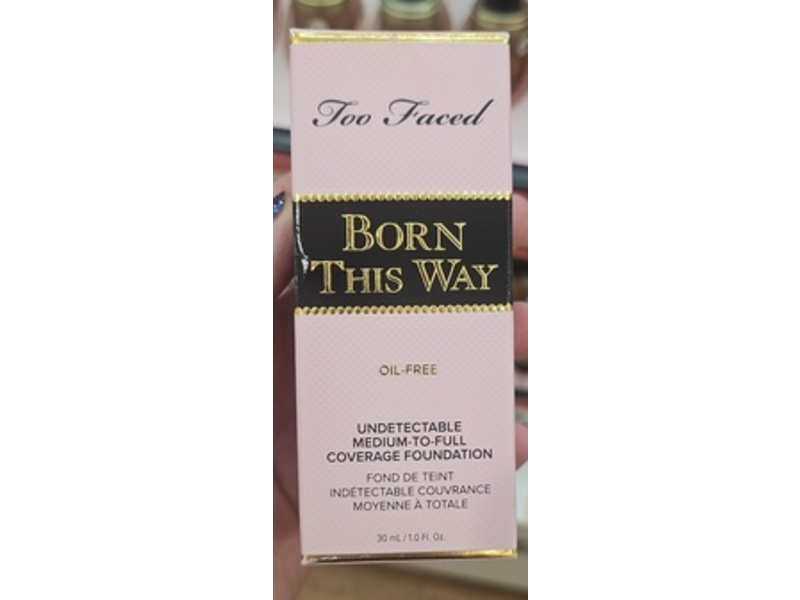 Too Faced
BORN
THIS WAY
OIL-FREE
UNDETECTABLE
MEDIUM-TO-FULL
COVERAGE FOUNDATION
FOND DE TEINT
INDÉTECTABLE COUVRANCE
MOYENNE À TOTALE
30 mL / 1.0 Fl. Oz.